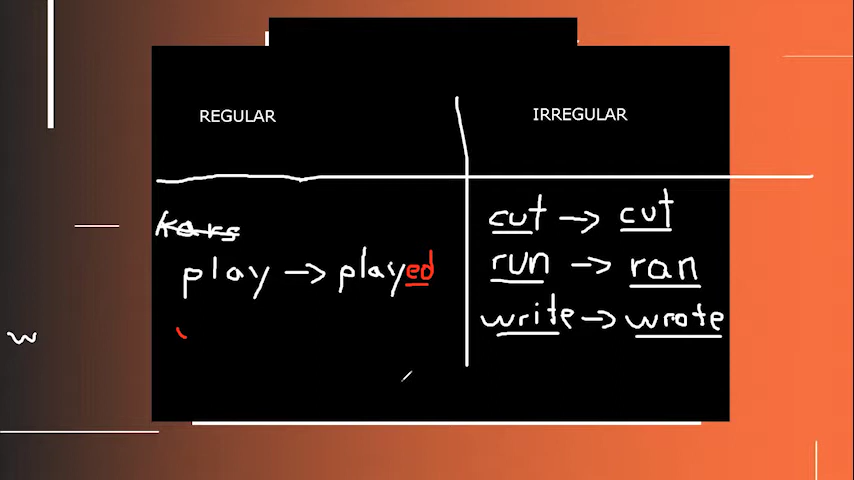 REGULAR
IRREGULAR
play → played
cut → cut
run → ran
write → wrote
w